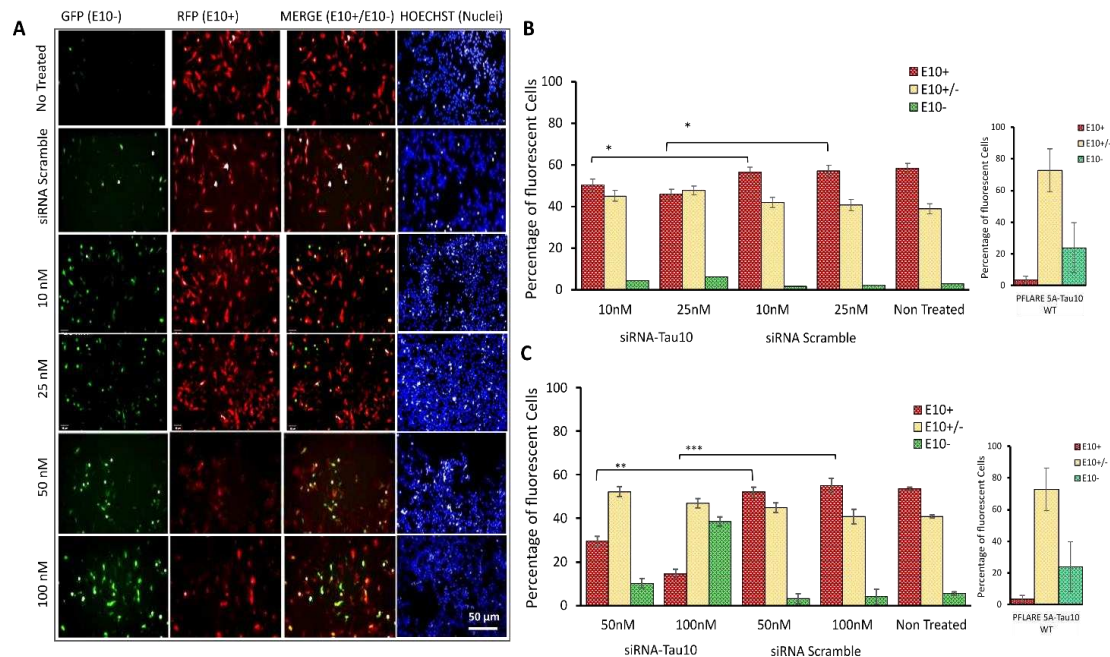 A
GFP (E10-) RFP (E10+) MERGE (E10+/E10-) HOECHST (Nuclei)
No Treated
siRNA Scramble
10 nM
25 nM
50 nM
100 nM
50 µm
B
Percentage of fluorescent Cells
100
80
60
40
20
0
E10+
E10+/-
E10-
*
*
10nM 25nM 10nM 25nM Non Treated
siRNA-Tau10 siRNA Scramble
Percentage of fluorescent Cells
100
80
60
40
20
0
E10+
E10+/-
E10-
PFLARE 5A-Tau10
WT
C
Percentage of fluorescent Cells
100
80
60
40
20
0
E10+
E10+/-
E10-
**
***
50nM 100nM 50nM 100nM Non Treated
siRNA-Tau10 siRNA Scramble
Percentage of fluorescent Cells
100
80
60
40
20
0
E10+
E10+/-
E10-
PFLARE 5A-Tau10
WT